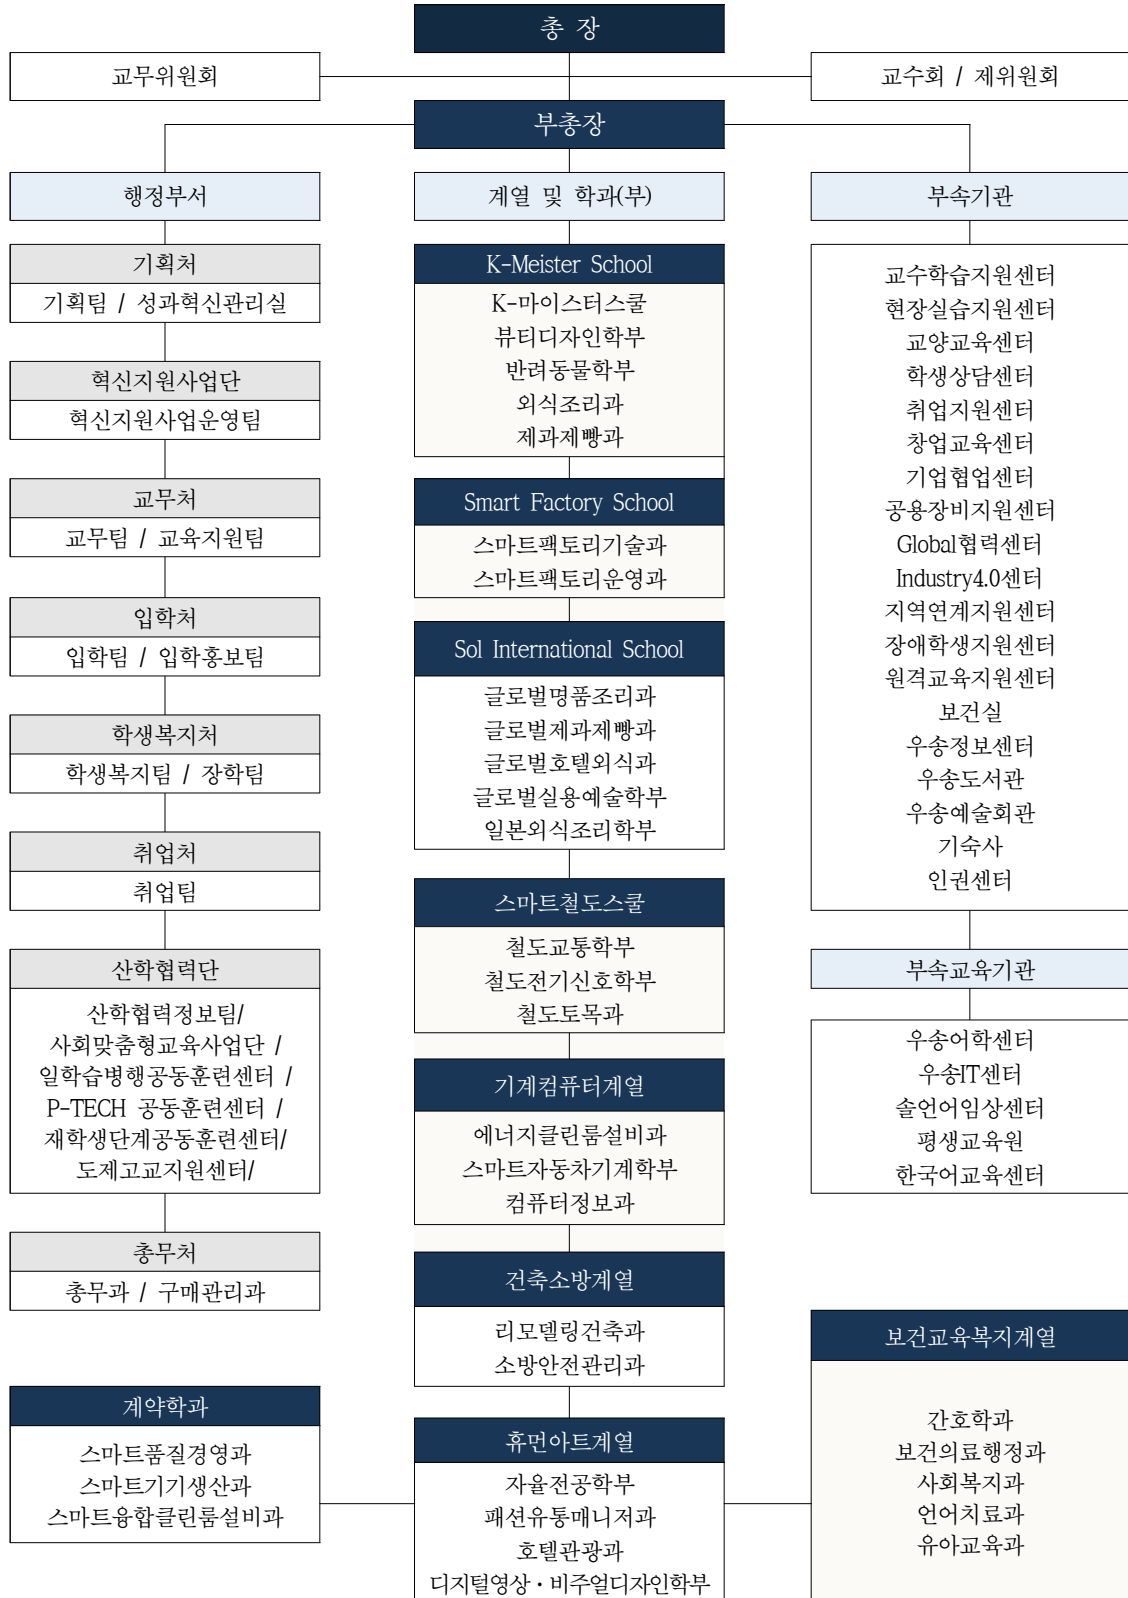 총 장
교무위원회
교수회 / 제위원회
부총장
행정부서
계열 및 학과(부)
부속기관
기획처
기획팀 / 성과혁신관리실
혁신지원사업단
혁신지원사업운영팀
교무처
교무팀 / 교육지원팀
입학처
입학팀 / 입학홍보팀
학생복지처
학생복지팀 / 장학팀
취업처
취업팀
산학협력단
산학협력정보팀/
사회맞춤형교육사업단 /
일학습병행공동훈련센터 /
P-TECH 공동훈련센터 /
재학생단계공동훈련센터/
도제고교지원센터/
총무처
총무과 / 구매관리과
계약학과
스마트품질경영과
스마트기기생산과
스마트융합클린룸설비과
K-Meister School
K-마이스터스쿨
뷰티디자인학부
반려동물학부
외식조리과
제과제빵과
Smart Factory School
스마트팩토리기술과
스마트팩토리운영과
Sol International School
글로벌명품조리과
글로벌제과제빵과
글로벌호텔외식과
글로벌실용예술학부
일본외식조리학부
스마트철도스쿨
철도교통학부
철도전기신호학부
철도토목과
기계컴퓨터계열
에너지클린룸설비과
스마트자동차기계학부
컴퓨터정보과
건축소방계열
리모델링건축과
소방안전관리과
휴먼아트계열
자율전공학부
패션유통매니저과
호텔관광과
디지털영상・비주얼디자인학부
교수학습지원센터
현장실습지원센터
교양교육센터
학생상담센터
취업지원센터
창업교육센터
기업협업센터
공용장비지원센터
Global협력센터
Industry4.0센터
지역연계지원센터
장애학생지원센터
원격교육지원센터
보건실
우송정보센터
우송도서관
우송예술회관
기숙사
인권센터
부속교육기관
우송어학센터
우송IT센터
솔언어임상센터
평생교육원
한국어교육센터
보건교육복지계열
간호학과
보건의료행정과
사회복지과
언어치료과
유아교육과